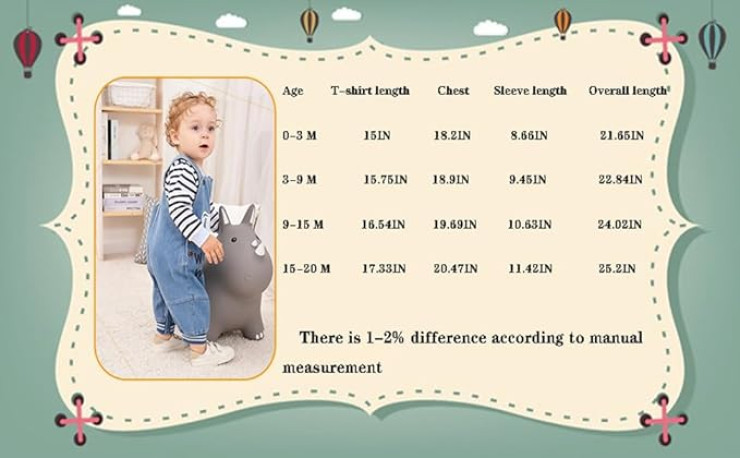 Age T-shirt length Chest Sleeve length Overall length
0-3 M 15IN 18.2IN 8.66IN 21.65IN
3-9 M 15.75IN 18.9IN 9.45IN 22.84IN
9-15 M 16.54IN 19.69IN 10.63IN 24.02IN
15-20 M 17.33IN 20.47IN 11.42IN 25.2IN
There is 1-2% difference according to manual
measurement